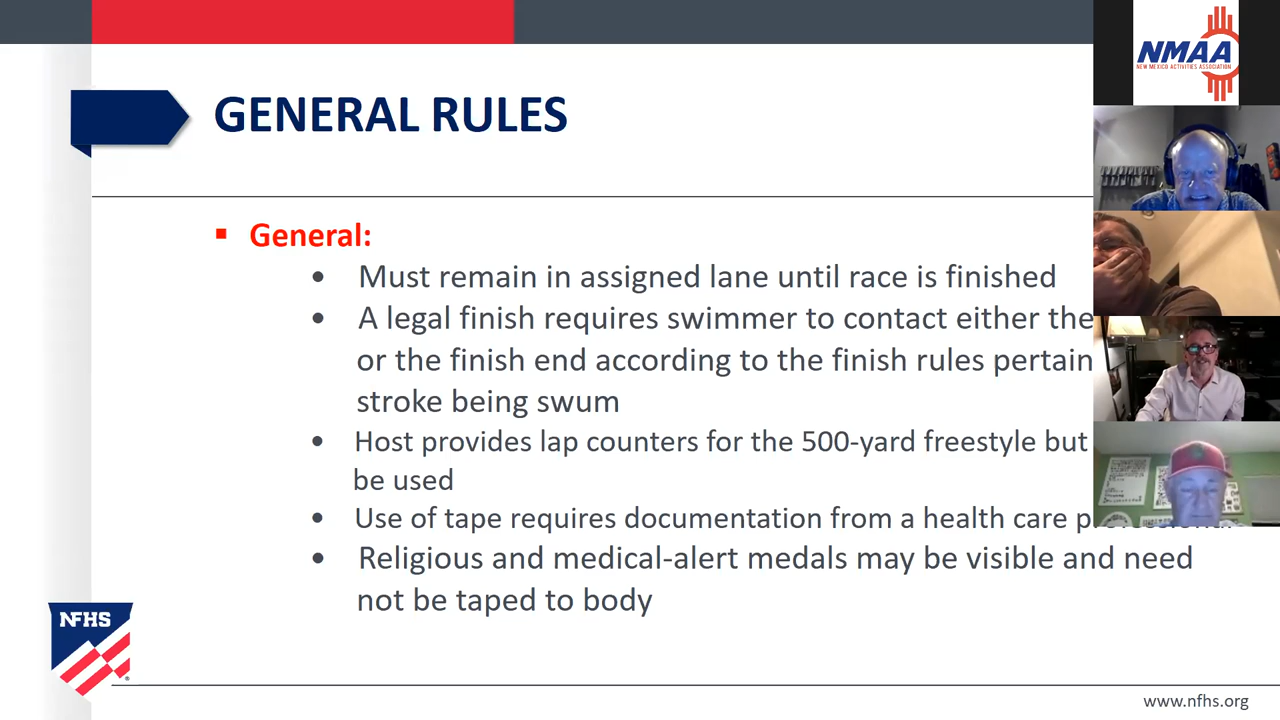 GENERAL RULES
General:
Must remain in assigned lane until race is finished
A legal finish requires swimmer to contact either the
or the finish end according to the finish rules pertain
stroke being swum
Host provides lap counters for the 500-yard freestyle but
be used
Use of tape requires documentation from a health care
Religious and medical-alert medals may be visible and need
not be taped to body
NFHS
www.nfhs.org
NMAA
NEW MEXICO ACTIVITIES ASSOCIATION